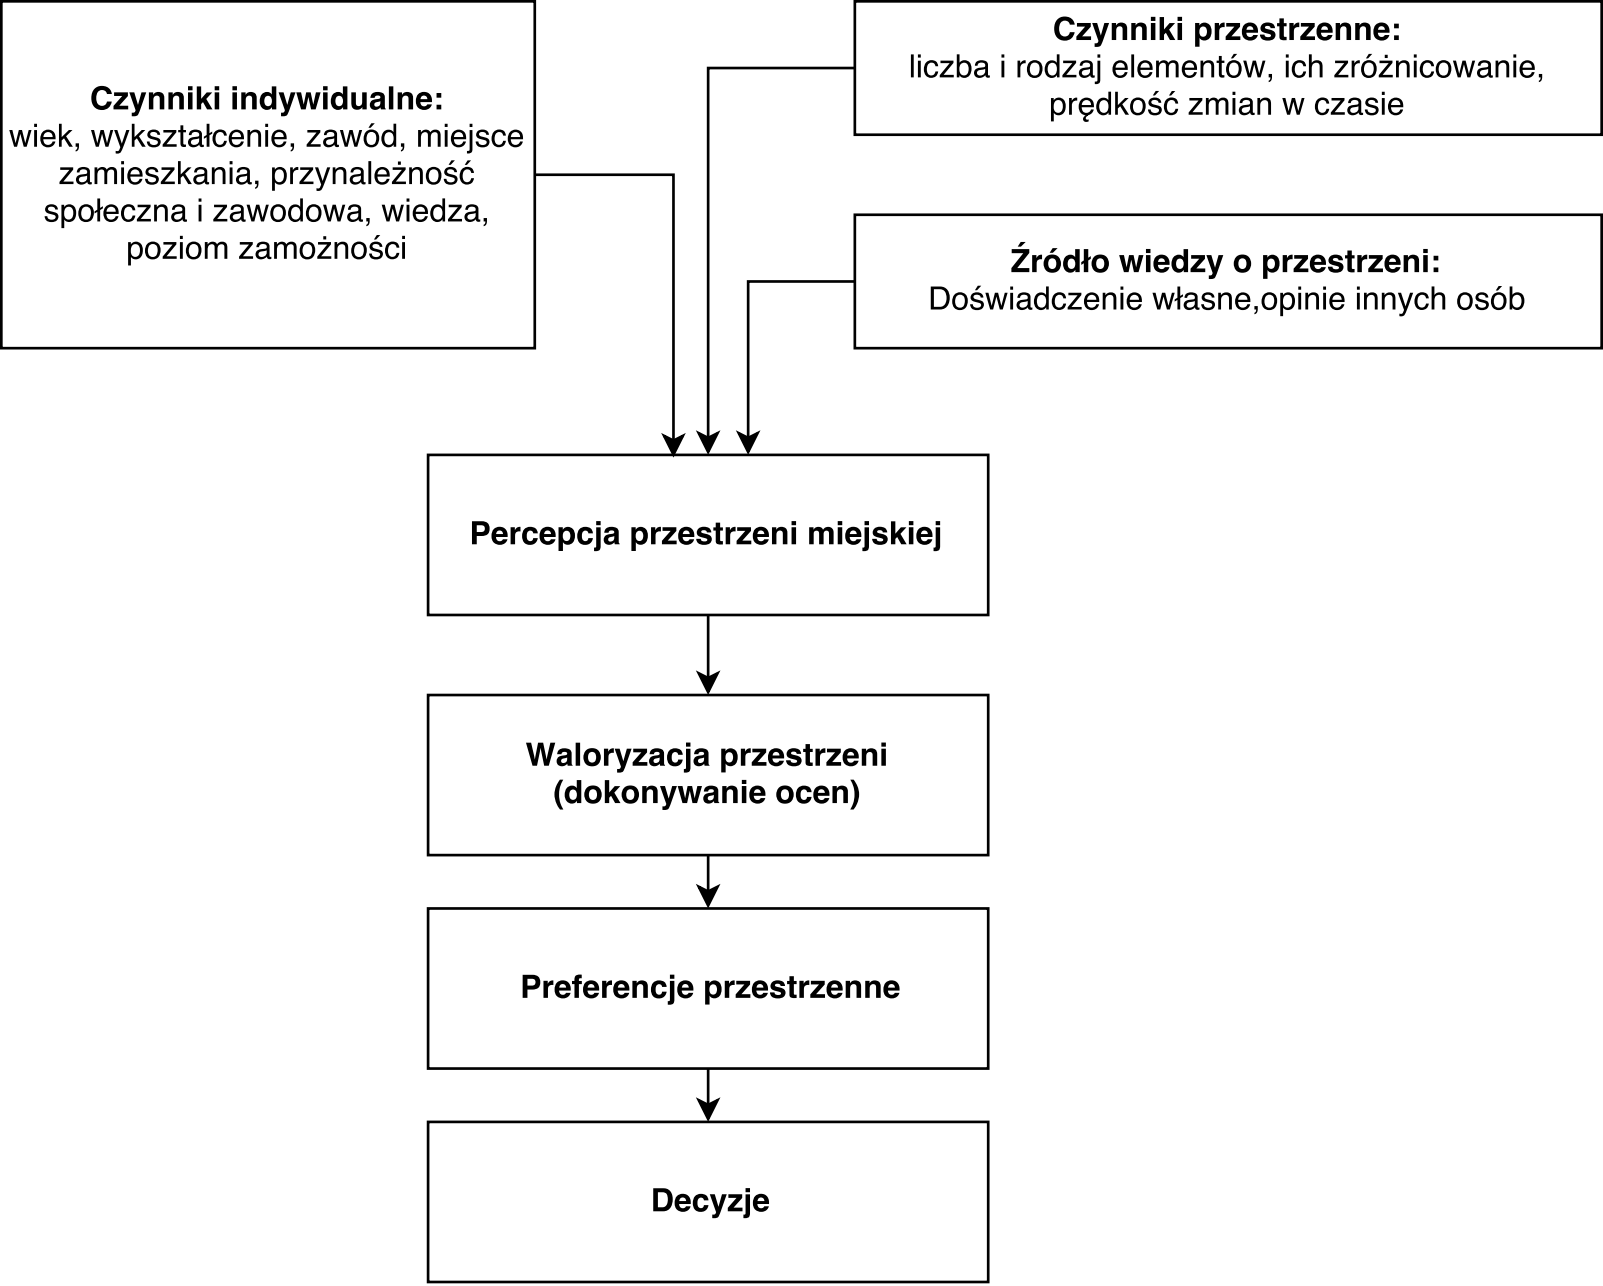 Czynniki indywidualne:
wiek, wykształcenie, zawód, miejsce
zamieszkania, przynależność
społeczna i zawodowa, wiedza,
poziom zamożności
Czynniki przestrzenne:
liczba i rodzaj elementów, ich zróżnicowanie,
prędkość zmian w czasie
Źródło wiedzy o przestrzeni:
Doświadczenie własne,opinie innych osób
Percepcja przestrzeni miejskiej
Waloryzacja przestrzeni
(dokonywanie ocen)
Preferencje przestrzenne
Decyzje